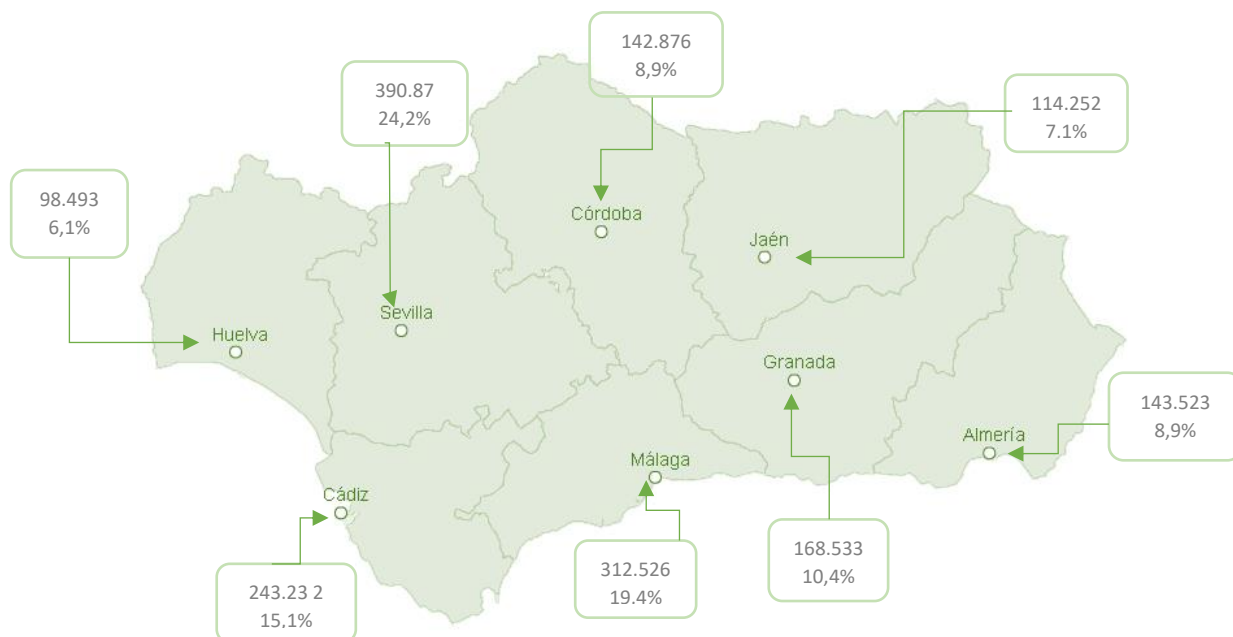 142.876
8,9%
390.87
24,2%
114.252
7.1%
98.493
6,1%
Córdoba
Jaén
Sevilla
Huelva
Granada
143.523
8,9%
Almería
Málaga
Cádiz
168.533
10,4%
312.526
19.4%
243.23 2
15,1%